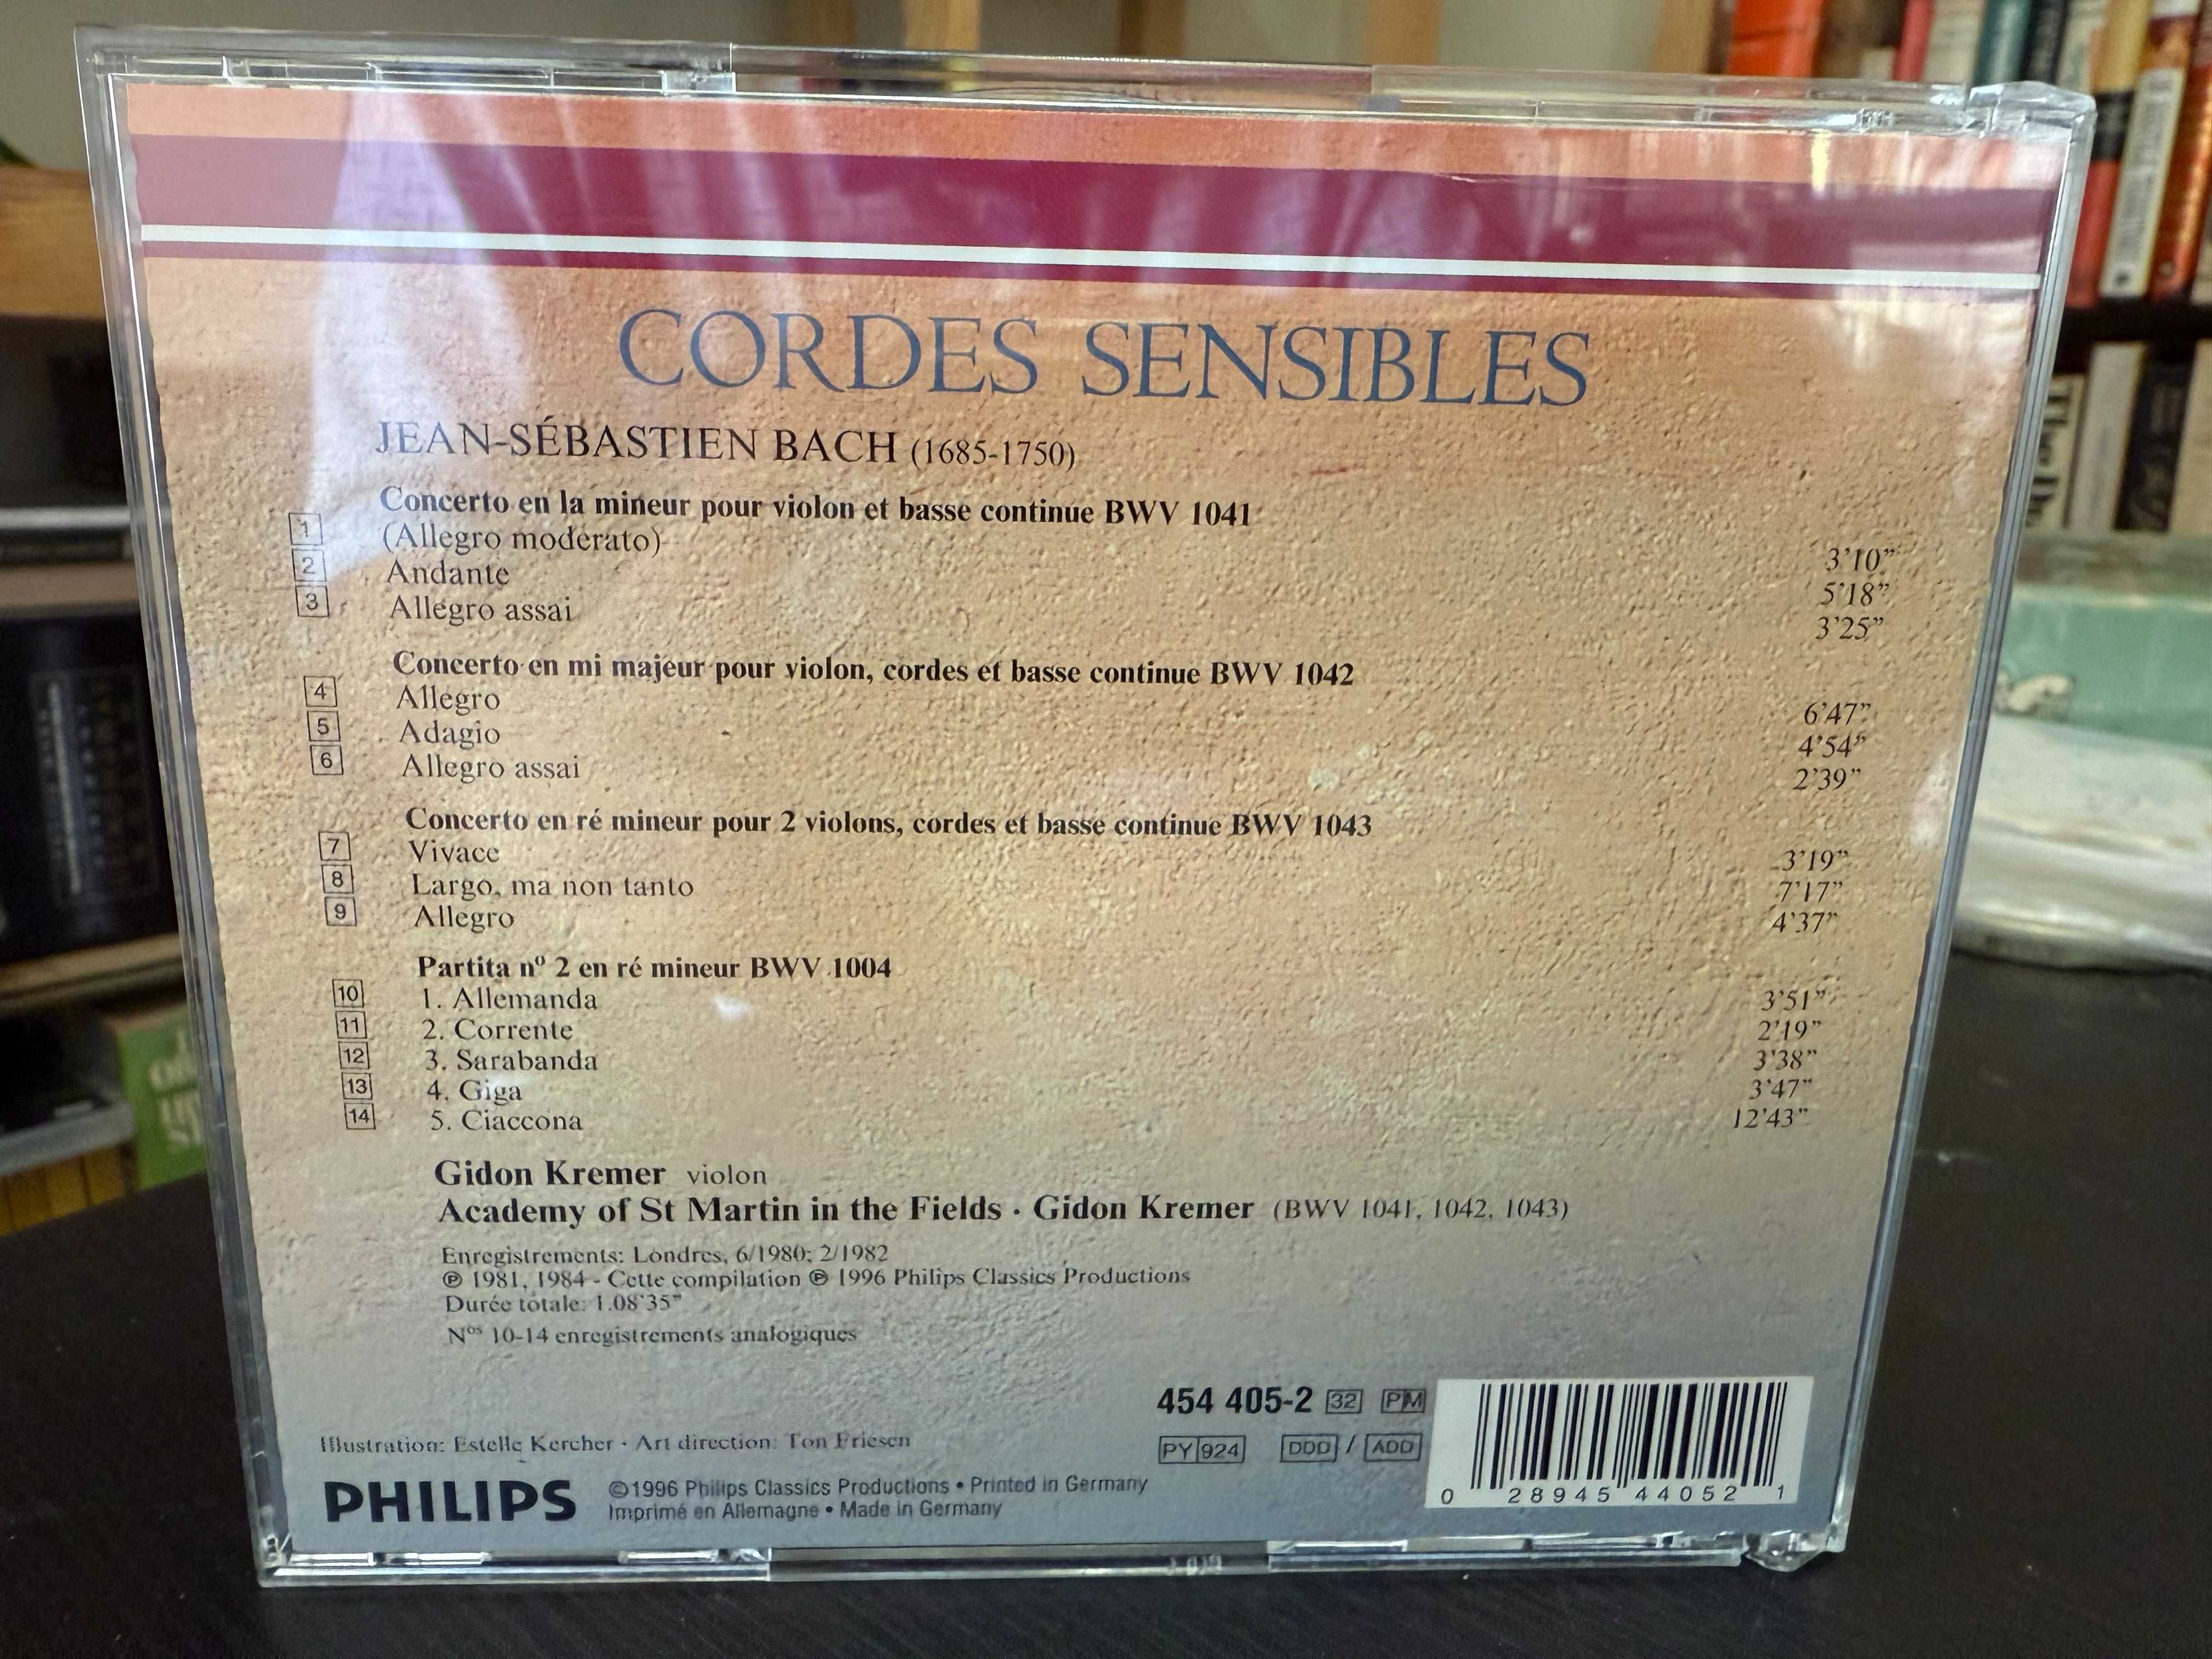 CORDES SENSIBLES
JEAN-SÉBASTIEN BACH (1685-1750)
Concerto en la mineur pour violon et basse continue BWV 1041
1 (Allegro moderato) 3'10”
2 Andante 5'18”
3 Allegro assai 3'25”
Concerto en mi majeur pour violon, cordes et basse continue BWV 1042
4 Allegro 6'47”
5 Adagio 4'54”
6 Allegro assai 2'39”
Concerto en ré mineur pour 2 violons, cordes et basse continue BWV 1043
7 Vivace 3'19”
8 Largo, ma non tanto 7'17”
9 Allegro 4'37”
Partita nº 2 en ré mineur BWV 1004
10 1. Allemanda 3'51”
11 2. Corrente 2'19”
12 3. Sarabanda 3'38”
13 4. Giga 3'47”
14 5. Ciaccona 12'43”
Gidon Kremer violon
Academy of St Martin in the Fields · Gidon Kremer (BWV 1041, 1042, 1043)
Enregistrements: Londres, 6/1980; 2/1982
℗ 1981, 1984 - Cette compilation ℗ 1996 Philips Classics Productions
Durée totale: 1.08'35”
Nos 10-14 enregistrements analogiques
454 405-2 32 PM
PY 924 DDD / ADD
Illustration: Estelle Kercher · Art direction: Ton Friesen
PHILIPS
©1996 Philips Classics Productions • Printed in Germany
Imprimé en Allemagne • Made in Germany
0 28945 44052 1